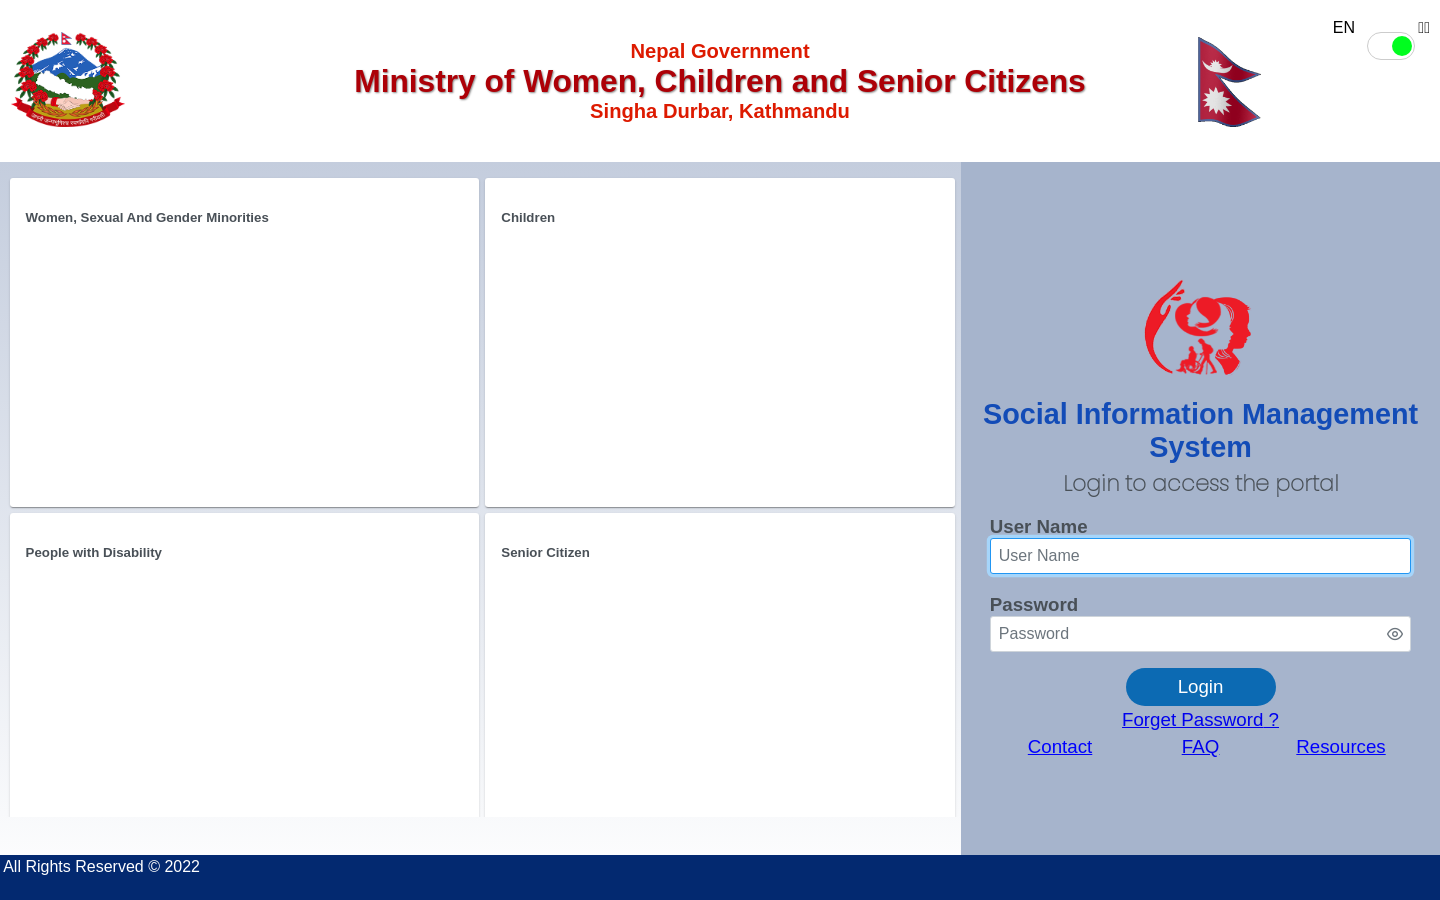 EN
Nepal Government
Ministry of Women, Children and Senior Citizens
Singha Durbar, Kathmandu
Women, Sexual And Gender Minorities
Children
People with Disability
Senior Citizen
Social Information Management
System
Login to access the portal
User Name
User Name
Password
Password
Login
Forget Password ?
Contact
FAQ
Resources
All Rights Reserved © 2022